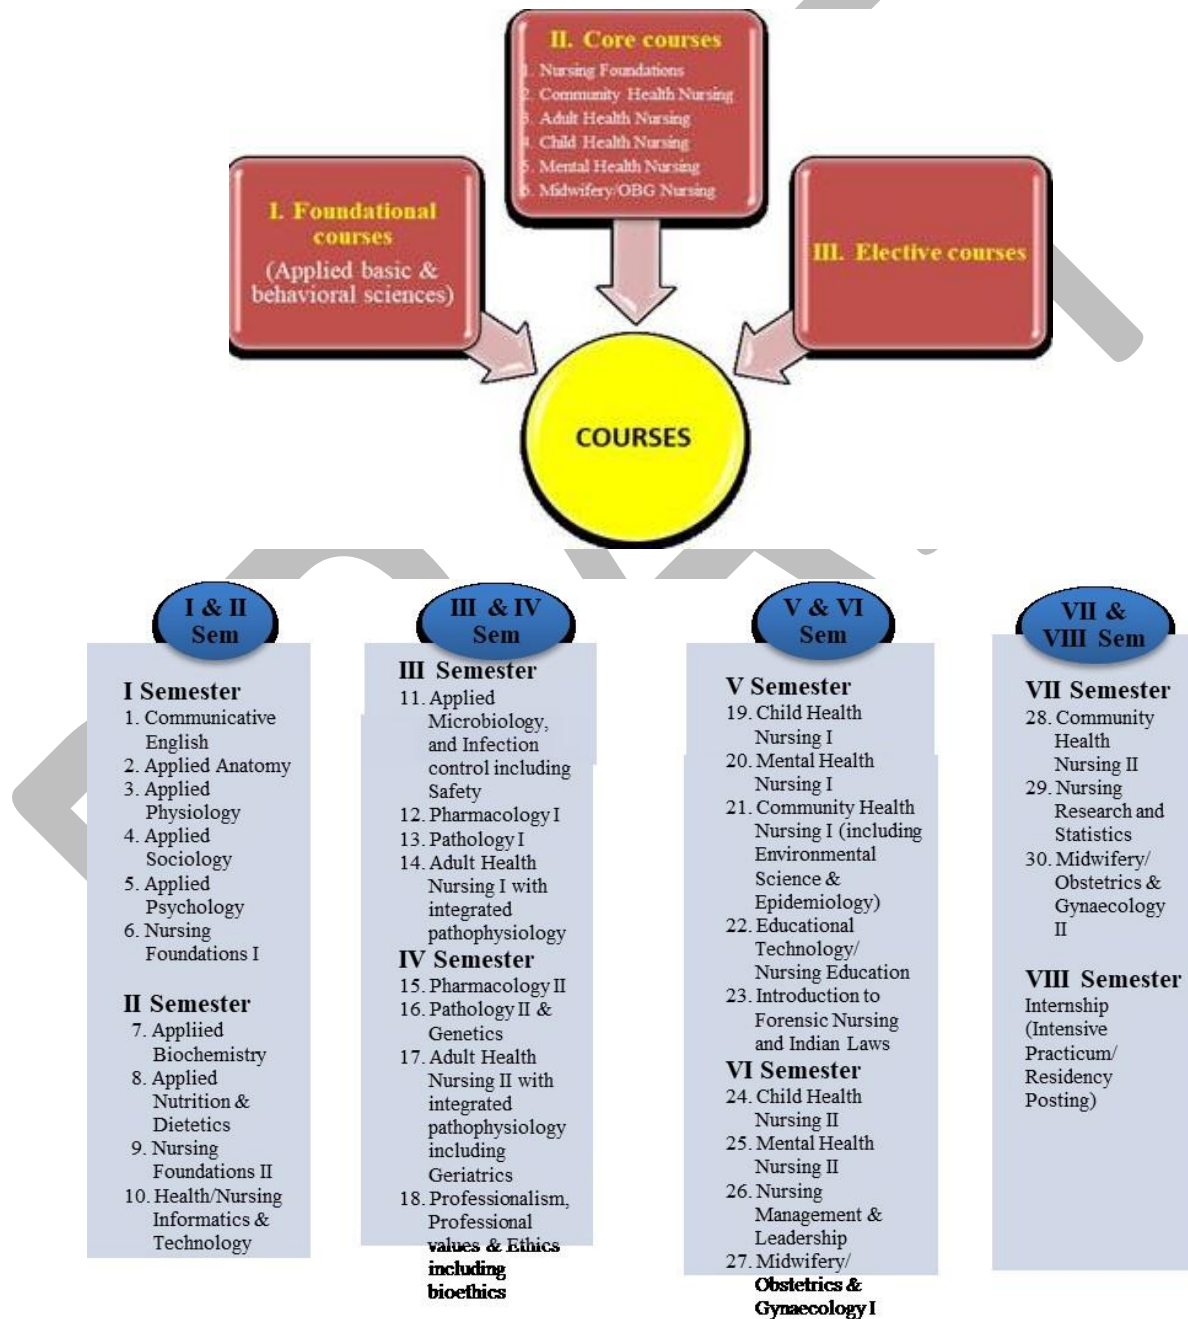 II. Core courses
1. Nursing Foundations
2. Community Health Nursing
3. Adult Health Nursing
4. Child Health Nursing
5. Mental Health Nursing
6. Midwifery/OBG Nursing
I. Foundational
courses
(Applied basic &
behavioral sciences)
III. Elective courses
COURSES
I & II
Sem
I Semester
1. Communicative
English
2. Applied Anatomy
3. Applied
Physiology
4. Applied
Sociology
5. Applied
Psychology
6. Nursing
Foundations I
II Semester
7. Appliied
Biochemistry
8. Applied
Nutrition &
Dietetics
9. Nursing
Foundations II
10. Health/Nursing
Informatics &
Technology
III & IV
Sem
III Semester
11. Applied
Microbiology,
and Infection
control including
Safety
12. Pharmacology I
13. Pathology I
14. Adult Health
Nursing I with
integrated
pathophysiology
IV Semester
15. Pharmacology II
16. Pathology II &
Genetics
17. Adult Health
Nursing II with
integrated
pathophysiology
including
Geriatrics
18. Professionalism,
Professional
values & Ethics
including
bioethics
V & VI
Sem
V Semester
19. Child Health
Nursing I
20. Mental Health
Nursing I
21. Community Health
Nursing I (including
Environmental
Science &
Epidemiology)
22. Educational
Technology/
Nursing Education
23. Introduction to
Forensic Nursing
and Indian Laws
VI Semester
24. Child Health
Nursing II
25. Mental Health
Nursing II
26. Nursing
Management &
Leadership
27. Midwifery/
Obstetrics &
Gynaecology I
VII &
VIII Sem
VII Semester
28. Community
Health
Nursing II
29. Nursing
Research and
Statistics
30. Midwifery/
Obstetrics &
Gynaecology
II
VIII Semester
Internship
(Intensive
Practicum/
Residency
Posting)